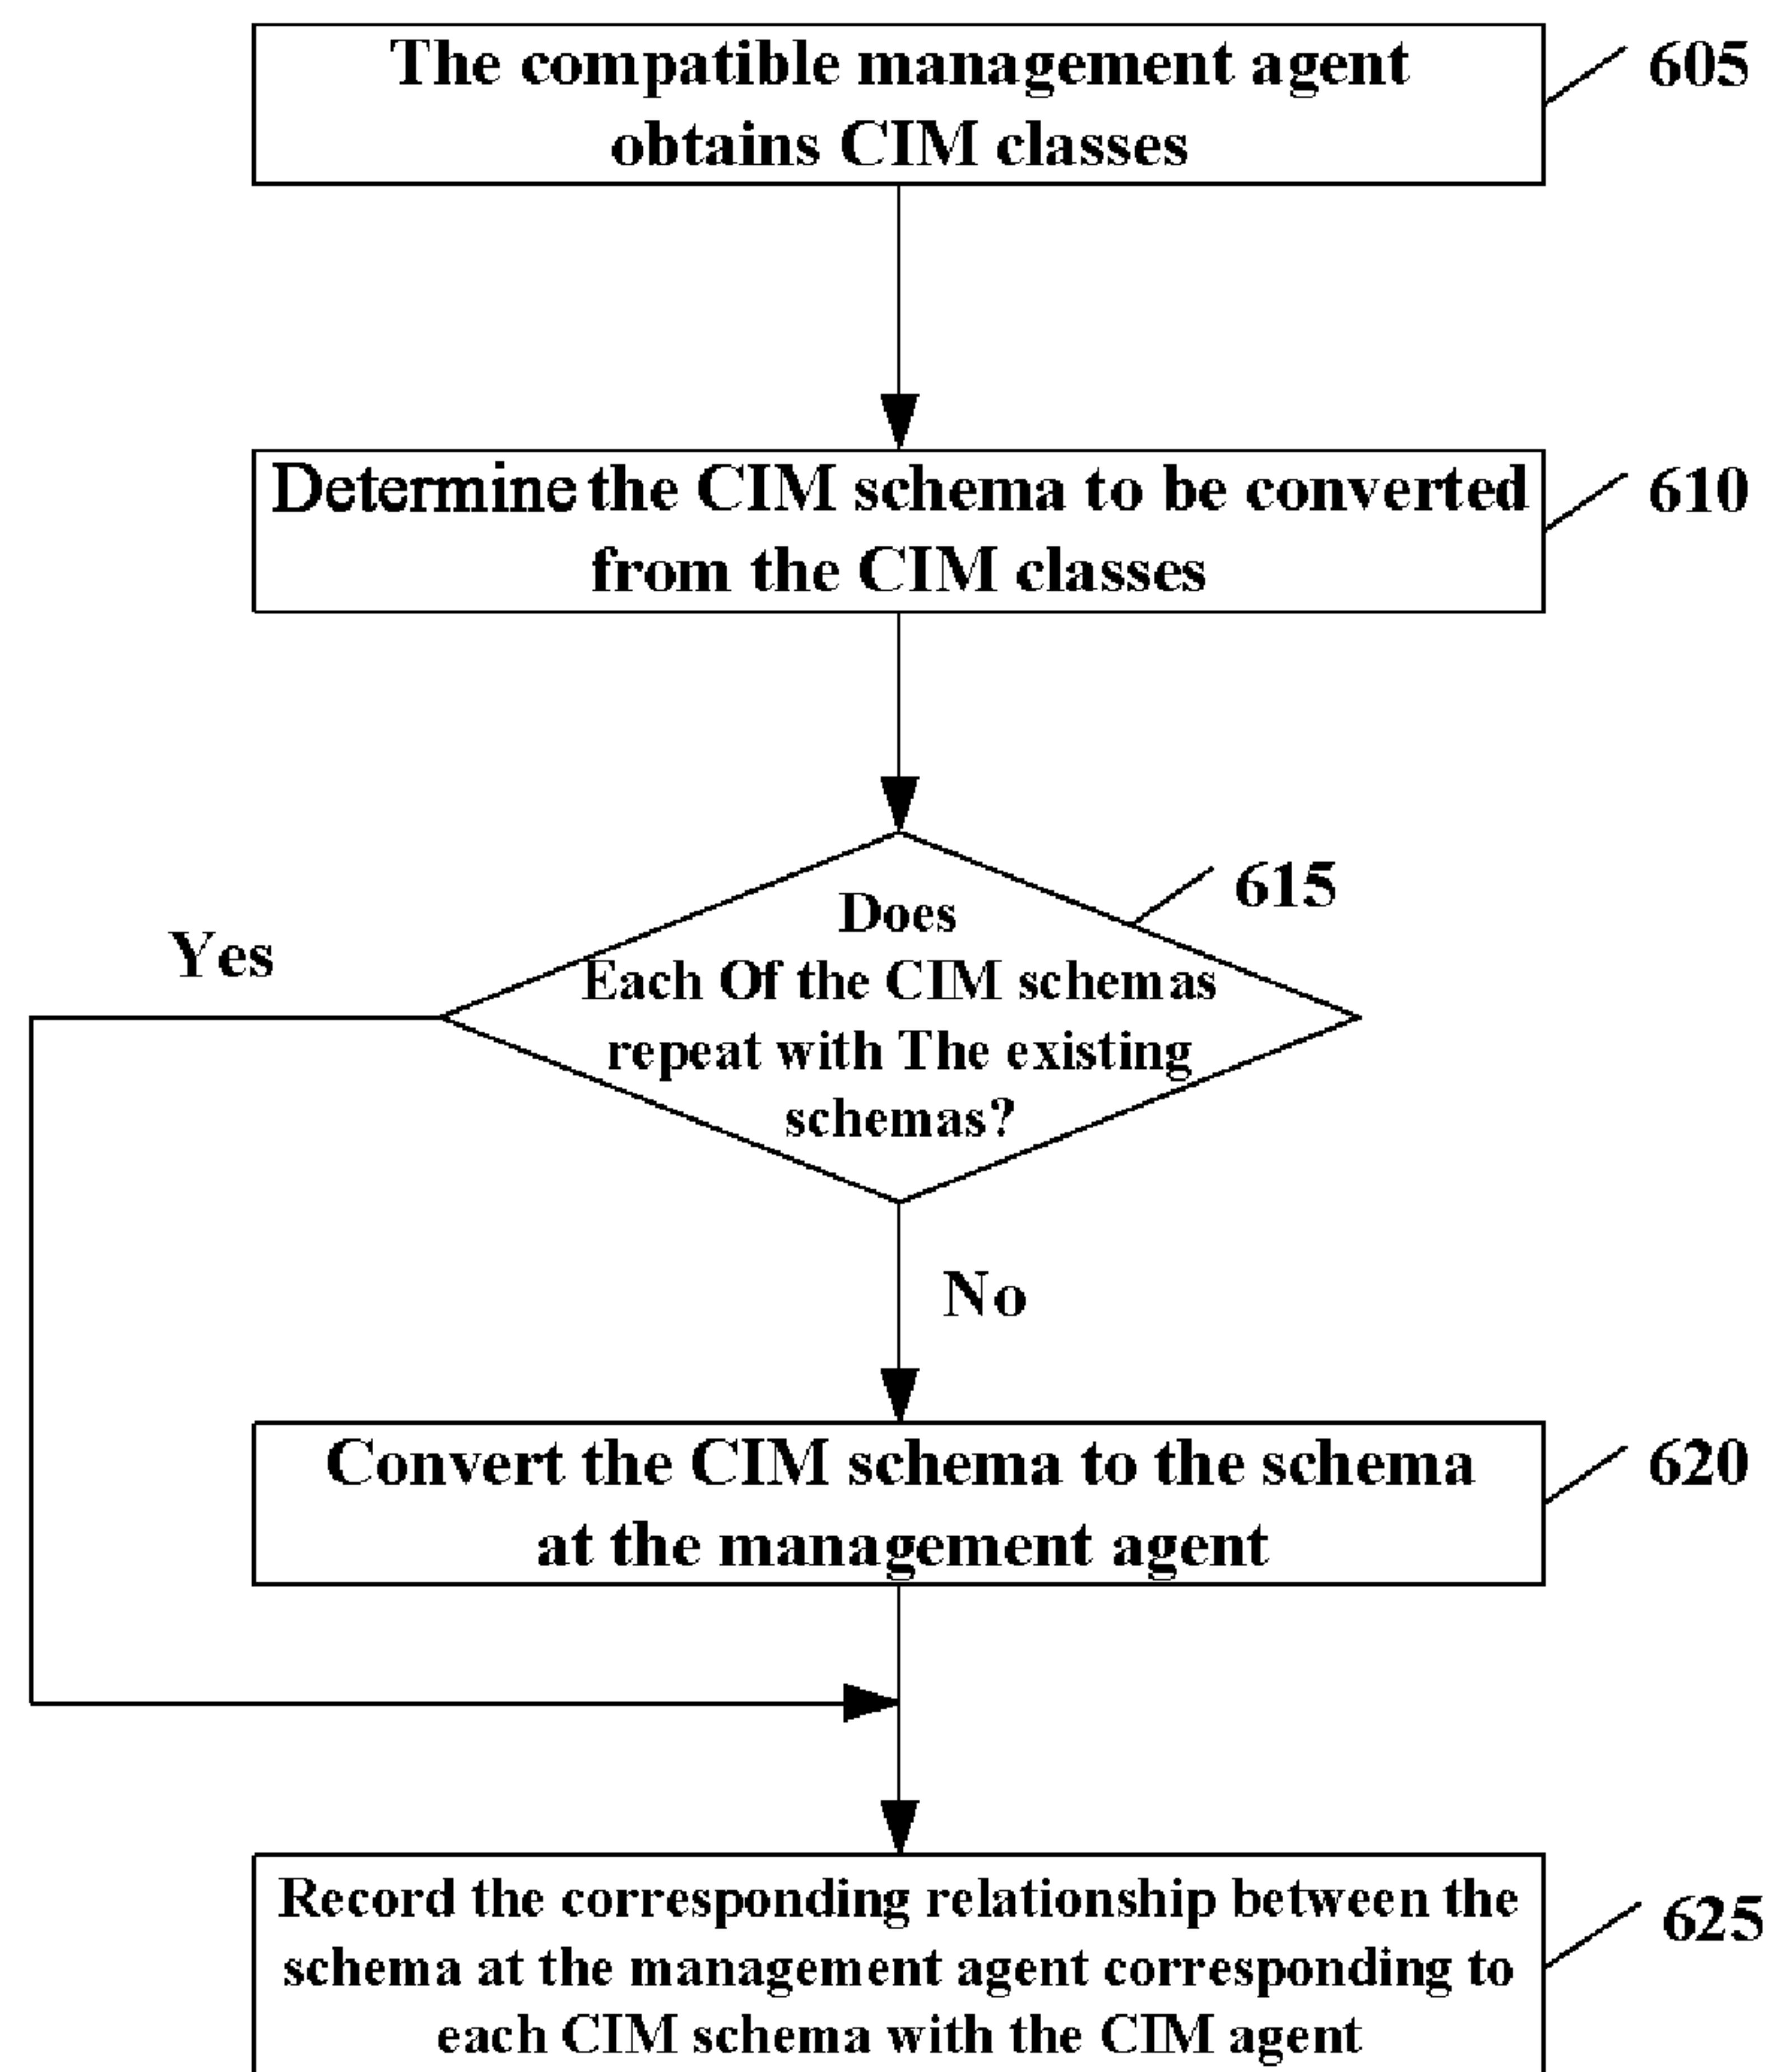 The compatible management agent
obtains CIM classes
605
Determine the CIM schema to be converted
from the CIM classes
610
Does
Each Of the CIM schemas
repeat with The existing
schemas?
615
Yes
No
Convert the CIM schema to the schema
at the management agent
620
Record the corresponding relationship between the
schema at the management agent corresponding to
each CIM schema with the CIM agent
625